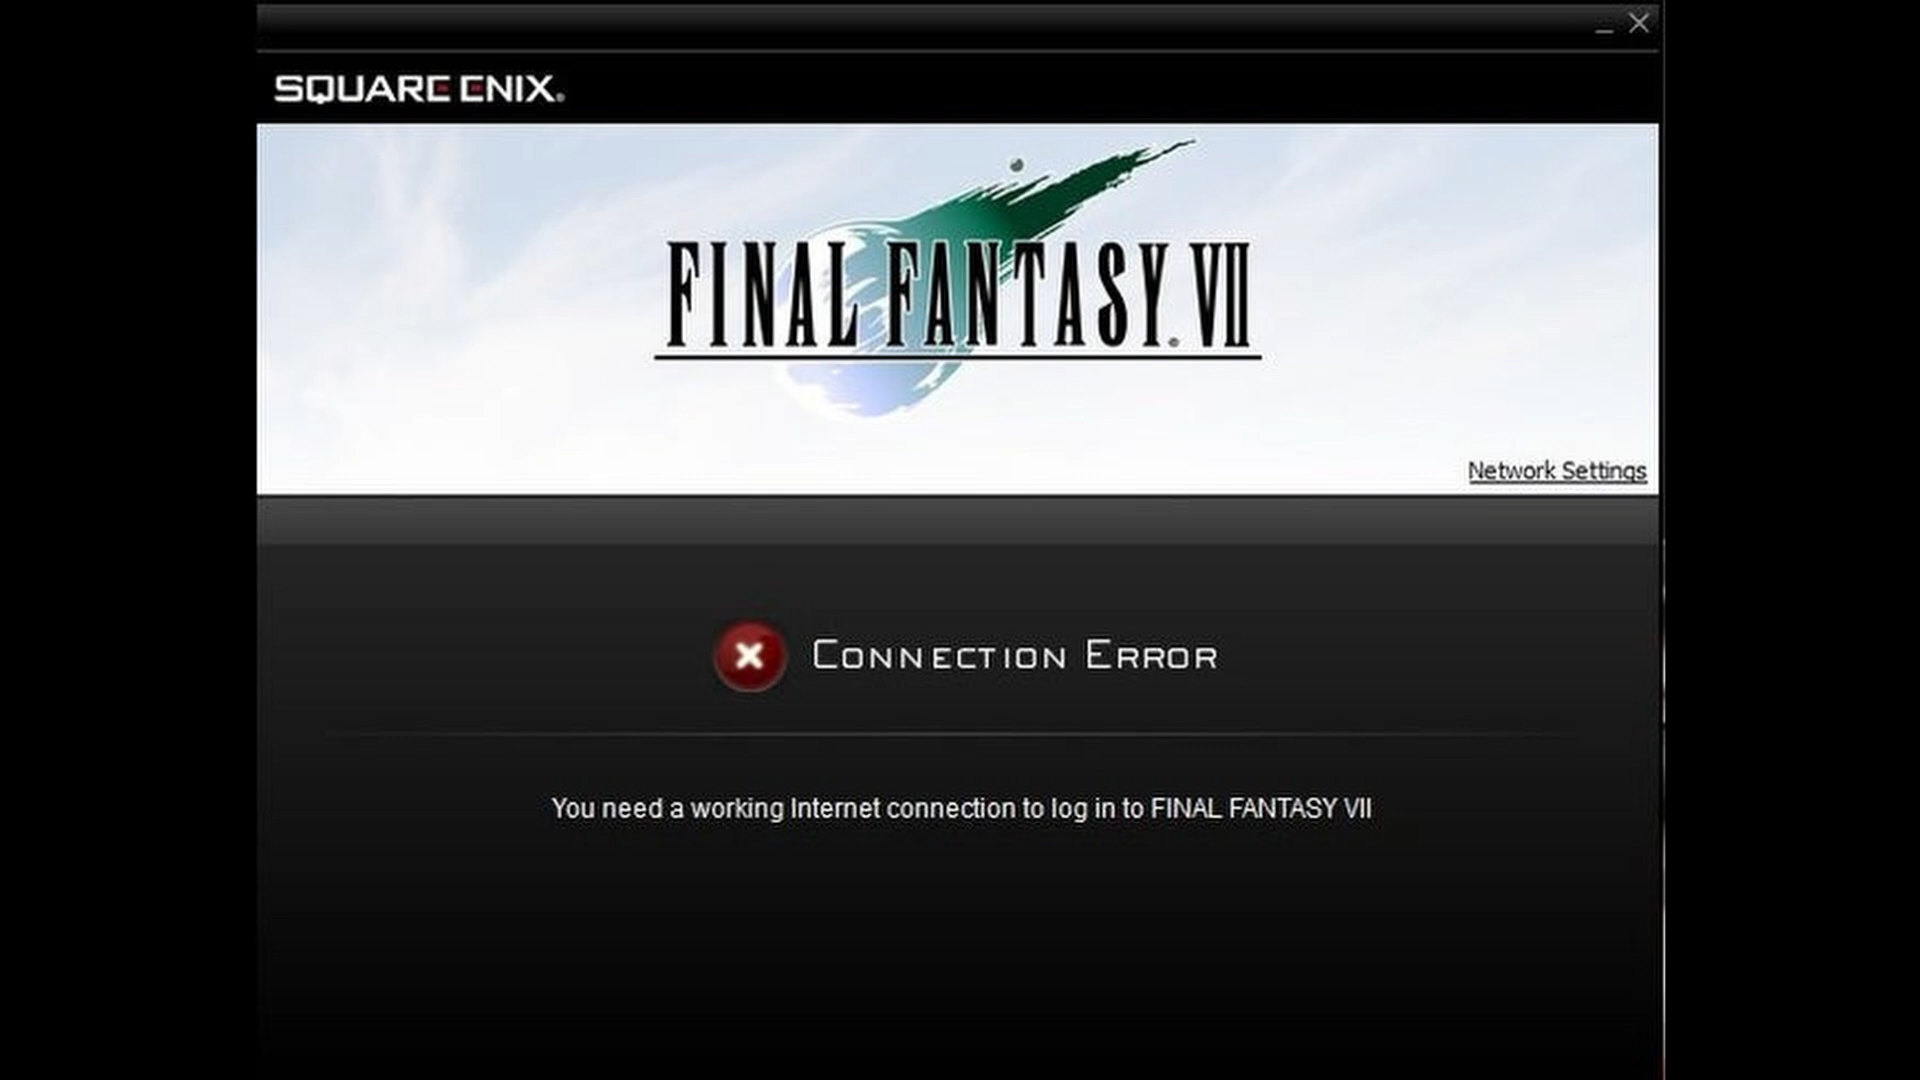 SQUARE ENIX®
FINAL FANTASY® VII
Network Settings
CONNECTION ERROR
You need a working Internet connection to log in to FINAL FANTASY VII